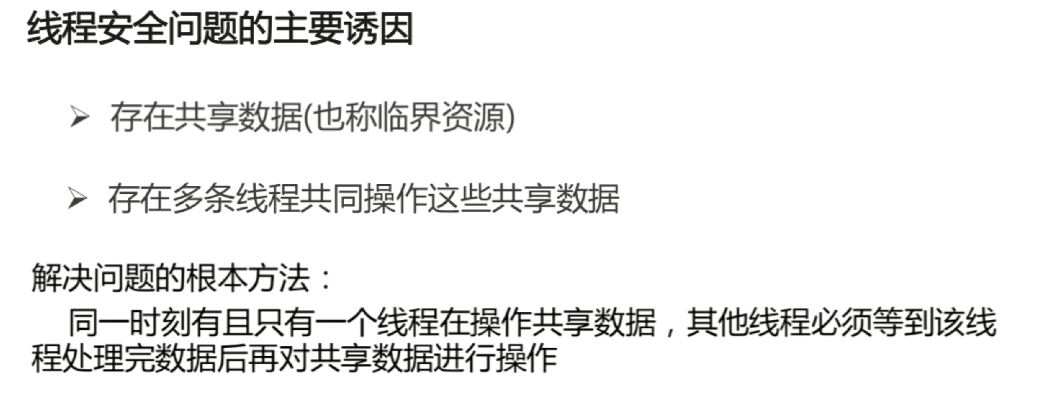 线程安全问题的主要诱因
➢ 存在共享数据(也称临界资源)
➢ 存在多条线程共同操作这些共享数据
解决问题的根本方法：
同一时刻有且只有一个线程在操作共享数据，其他线程必须等到该线
程处理完数据后再对共享数据进行操作